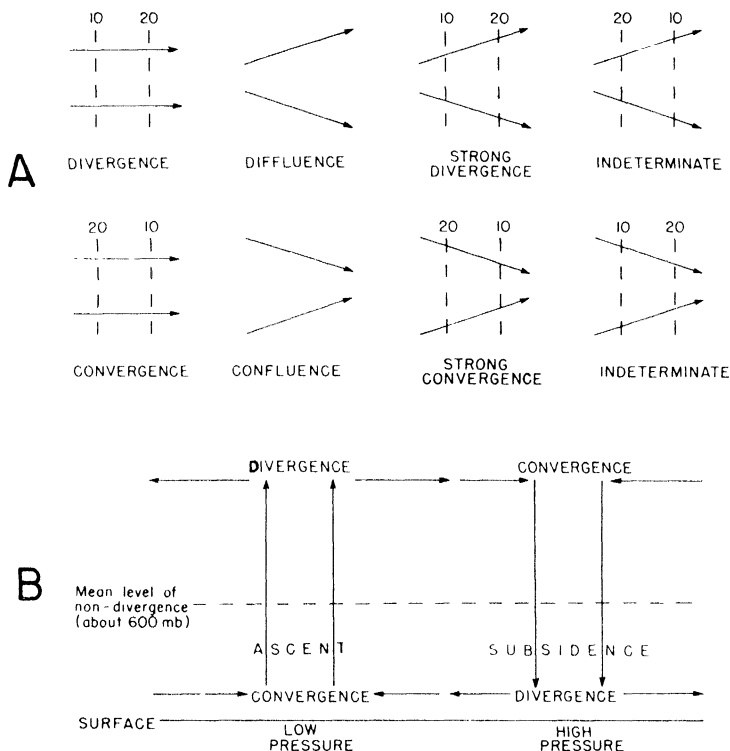 10 20 10 20 20 10
A
DIVERGENCE DIFFLUENCE STRONG DIVERGENCE INDETERMINATE
20 10 20 10 10 20
CONVERGENCE CONFLUENCE STRONG CONVERGENCE INDETERMINATE
B
DIVERGENCE CONVERGENCE
Mean level of
non-divergence
(about 600 mb)
ASCENT SUBSIDENCE
CONVERGENCE DIVERGENCE
SURFACE
LOW PRESSURE HIGH PRESSURE